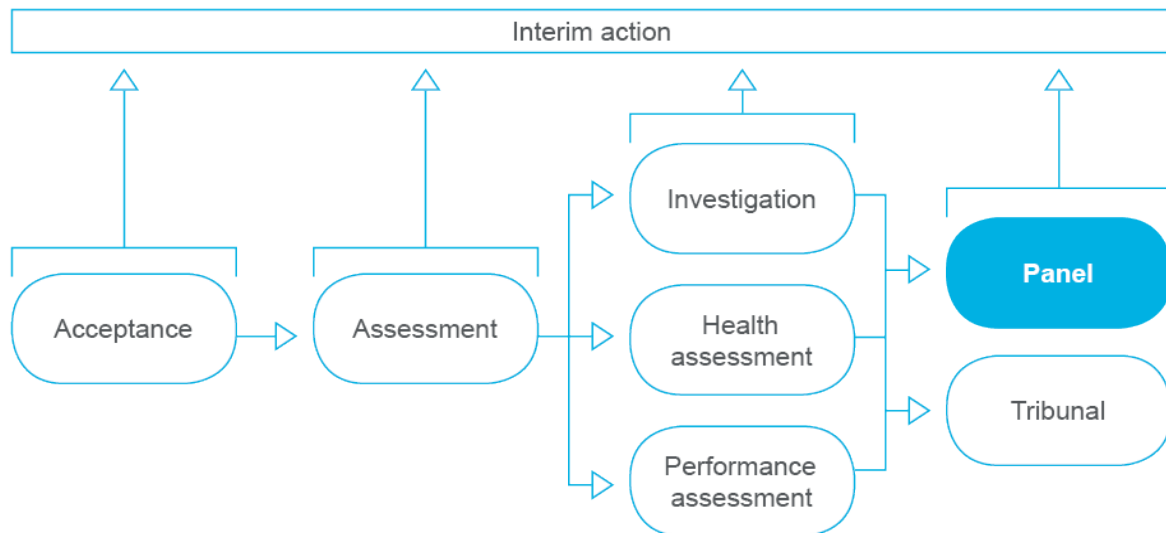 Interim action
Acceptance
Assessment
Investigation
Health
assessment
Performance
assessment
Panel
Tribunal